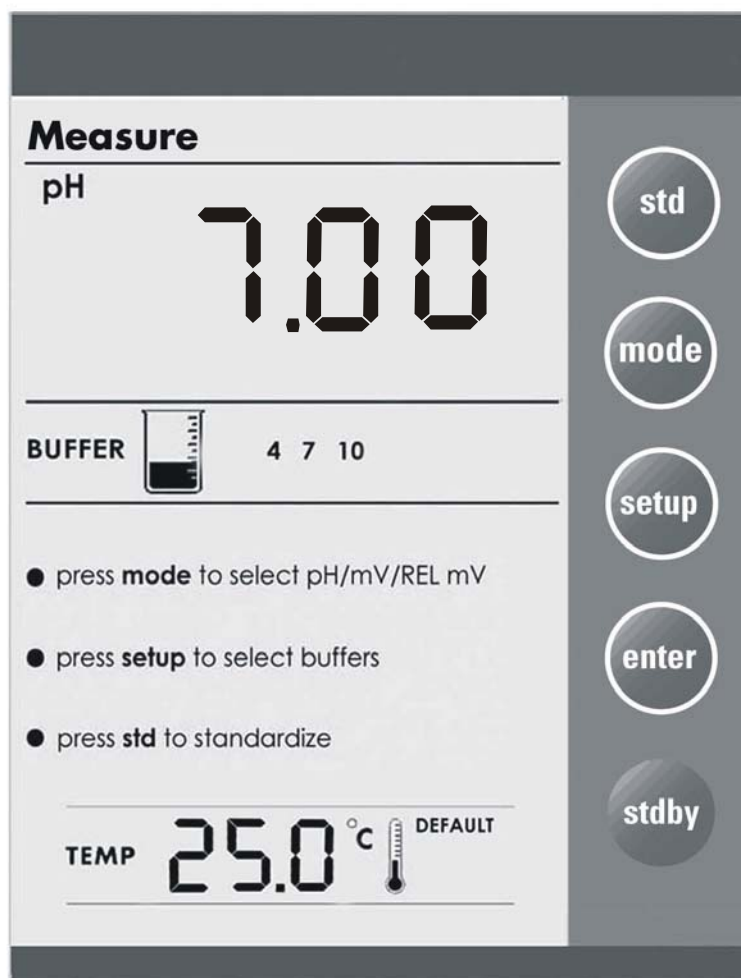 Measure
pH
7.00
BUFFER 4 7 10
press mode to select pH/mV/REL mV
press setup to select buffers
press std to standardize
TEMP 25.0 °C DEFAULT
std
mode
setup
enter
stdby